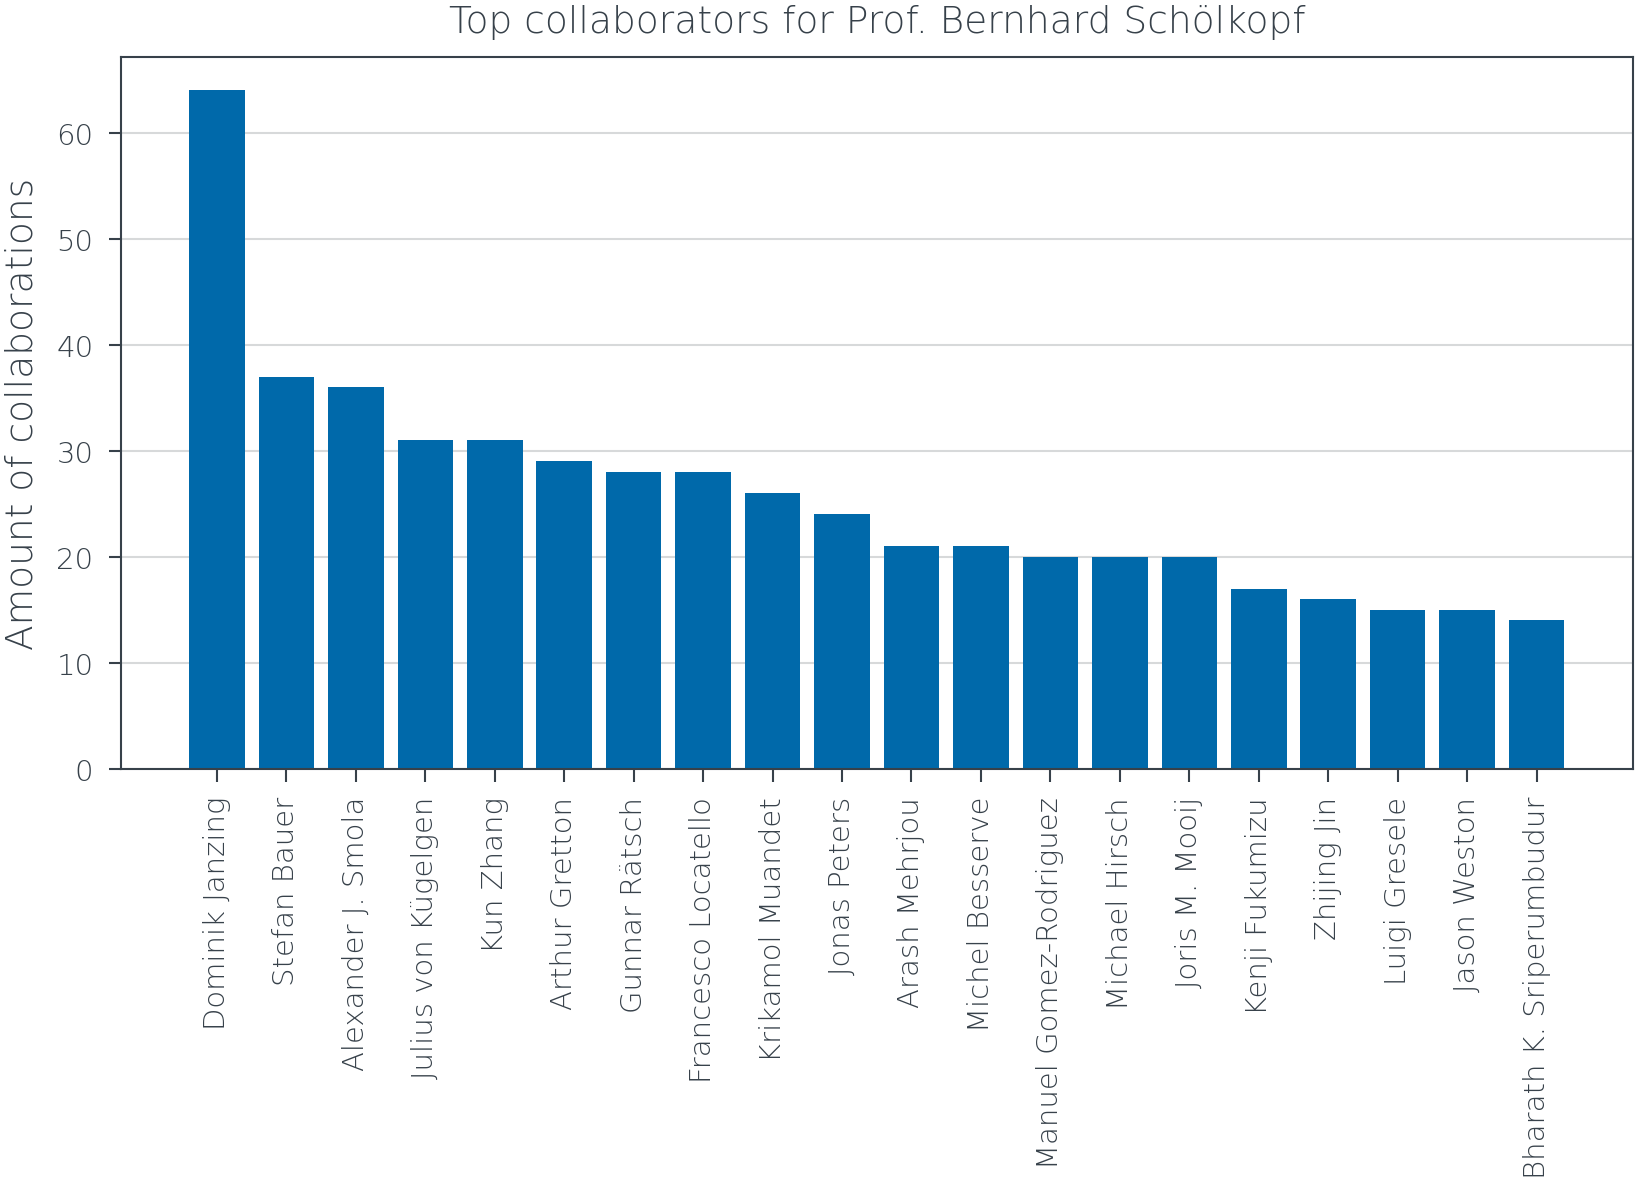 Top collaborators for Prof. Bernhard Schölkopf
Amount of collaborations
60
50
40
30
20
10
0
Dominik Janzing
Stefan Bauer
Alexander J. Smola
Julius von Kügelgen
Kun Zhang
Arthur Gretton
Gunnar Rätsch
Francesco Locatello
Krikamol Muandet
Jonas Peters
Arash Mehrjou
Michel Besserve
Manuel Gomez-Rodriguez
Michael Hirsch
Joris M. Mooij
Kenji Fukumizu
Zhijing Jin
Luigi Gresele
Jason Weston
Bharath K. Sriperumbudur